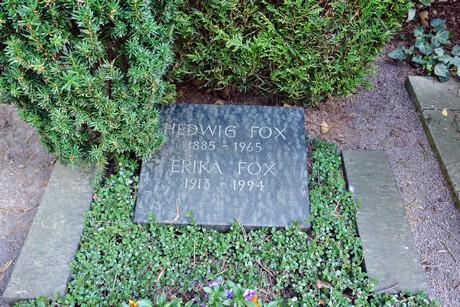 HEDWIG FOX
1885 - 1965
ERIKA FOX
1913 - 1994